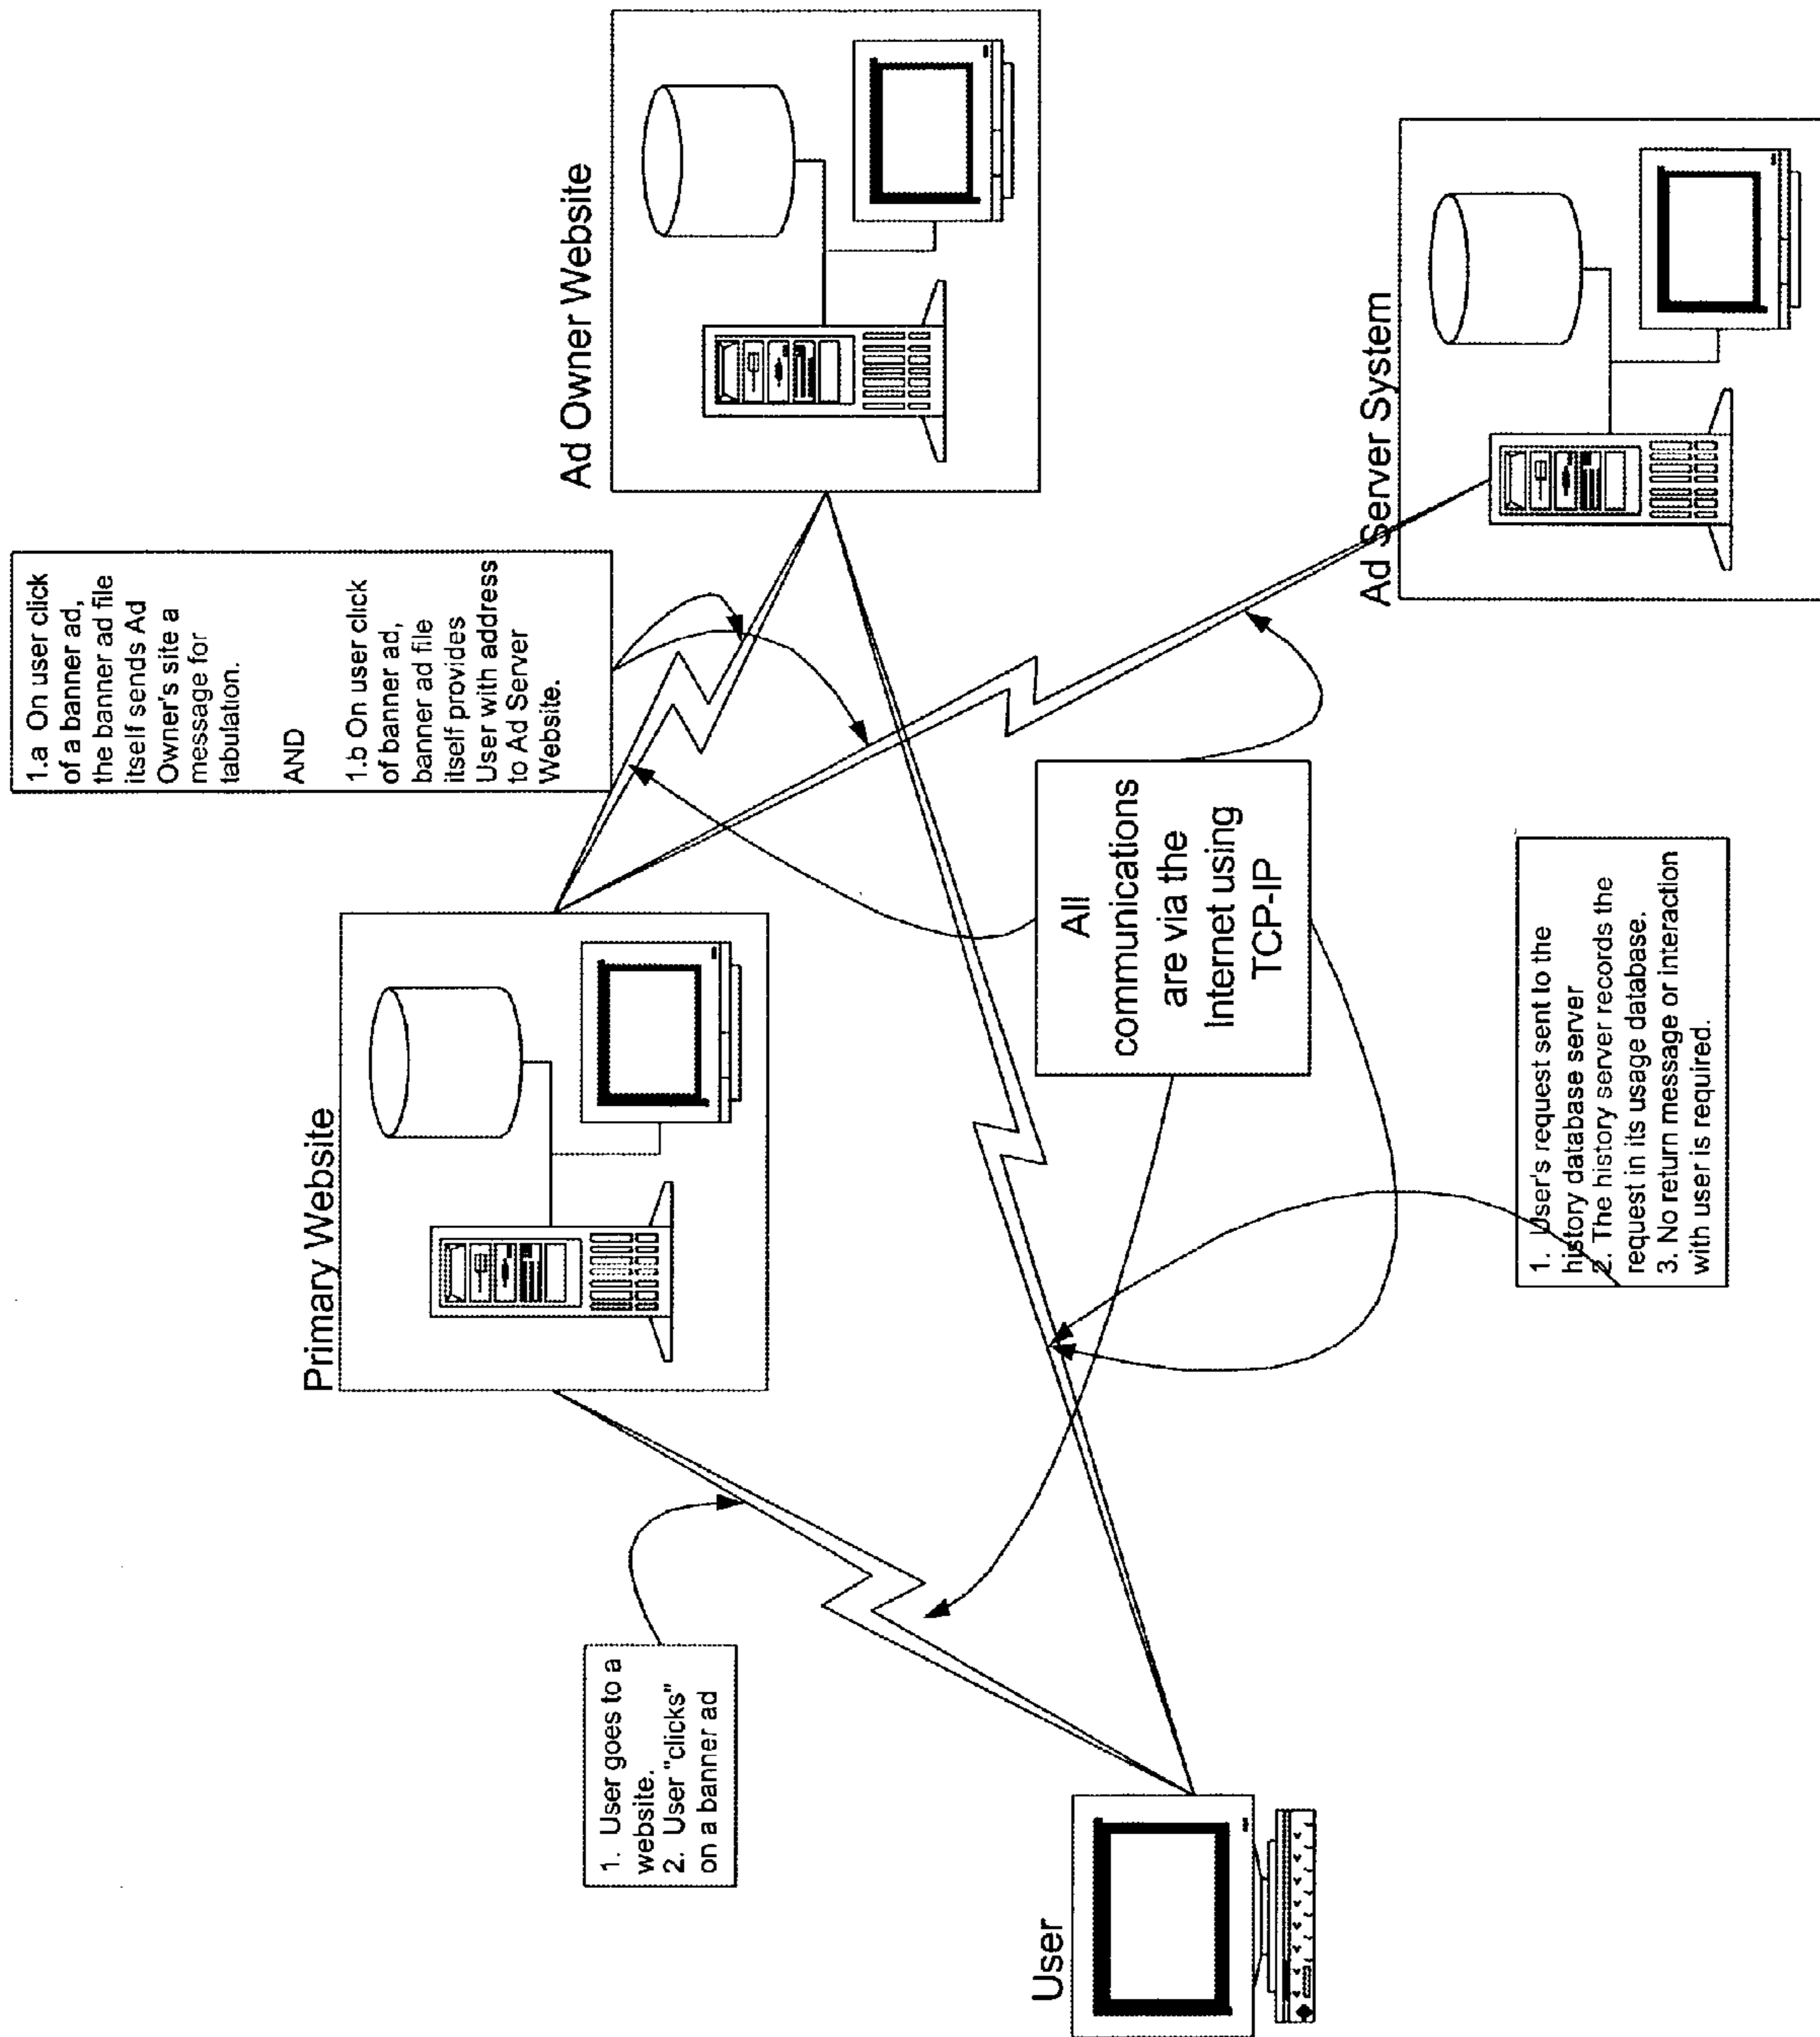 1.a On user click
of a banner ad,
the banner ad file
itself sends Ad
Owner's site a
message for
tabulation.
AND
1.b On user click
of banner ad,
banner ad file
itself provides
User with address
to Ad Server
Website.
Ad Owner Website
Primary Website
Ad Server System
1. User goes to a
website.
2. User "clicks"
on a banner ad
All
communications
are via the
Internet using
TCP-IP
User
1. User's request sent to the
history database server
2. The history server records the
request in its usage database.
3. No return message or interaction
with user is required.